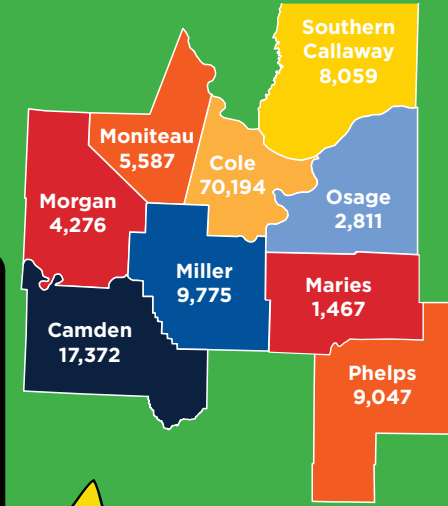 Southern
Callaway
8,059
Moniteau
5,587
Cole
70,194
Morgan
4,276
Osage
2,811
Miller
9,775
Maries
1,467
Camden
17,372
Phelps
9,047